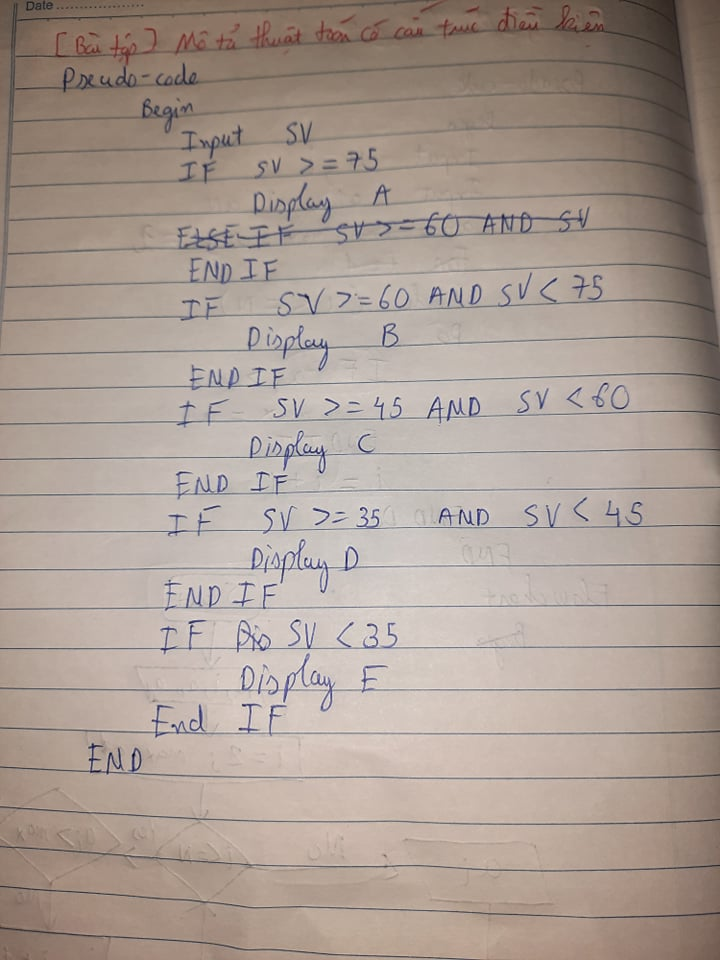 Date
[Bài tập] Mô tả thuật toán có cấu trúc điều kiện
Pseudo-code
Begin
Input SV
IF SV >= 75
Display A
ELSE IF SV >= 60 AND SV
END IF
IF SV >= 60 AND SV < 75
Display B
END IF
IF SV >= 45 AND SV < 60
Display C
END IF
IF SV >= 35 AND SV < 45
Display D
END IF
IF SV < 35
Display E
End IF
END